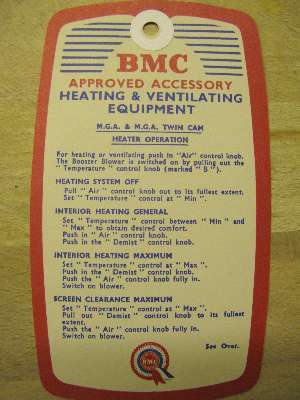 BMC
APPROVED ACCESSORY
HEATING & VENTILATING
EQUIPMENT
M.G.A. & M.G.A. TWIN CAM
HEATER OPERATION
For heating or ventilating push in "Air" control knob.
The Booster Blower is switched on by pulling out the
"Temperature" control knob (marked "B").
HEATING SYSTEM OFF
Pull "Air" control knob out to its fullest extent.
Set "Temperature" control at "Min".
INTERIOR HEATING GENERAL
Set "Temperature" control between "Min" and
"Max" to obtain desired comfort.
Push in "Air" control knob.
Push in the "Demist" control knob.
INTERIOR HEATING MAXIMUM
Set "Temperature" control at "Max".
Push in the "Demist" control knob.
Push the "Air" control knob fully in.
Switch on blower.
SCREEN CLEARANCE MAXIMUM
Set "Temperature" control at "Max".
Pull out "Demist" control knob to its fullest
extent.
Push the "Air" control knob fully in.
Switch on blower.
See Over.
BMC